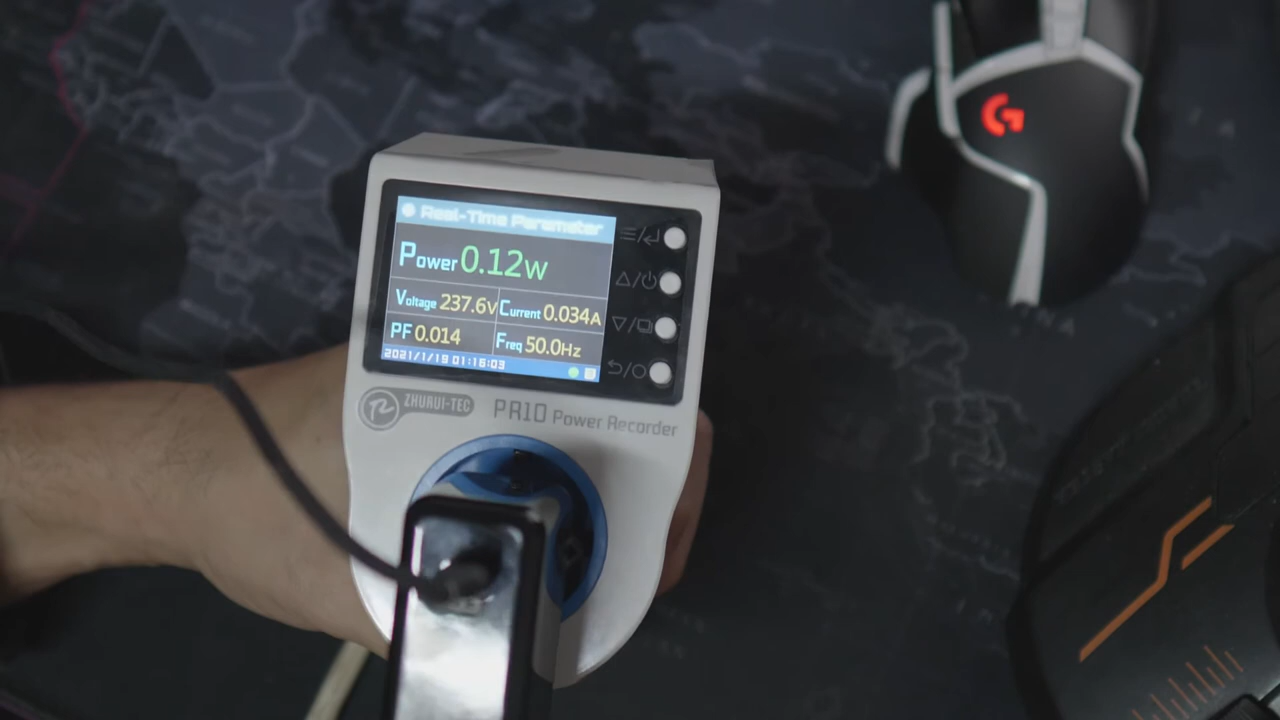 Real-Time Parameter
Power 0.12W
Voltage 237.6V Current 0.034A
PF 0.014 Freq 50.0Hz
2021/1/19 01:16:03
ZHURUI-TEC PR10 Power Recorder
G